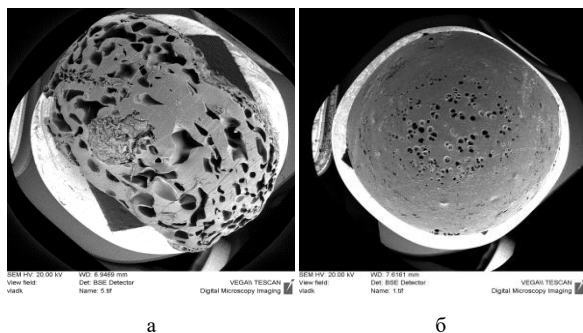 SEM HV: 20.00 kV WD: 6.9469 mm
View field: Det: BSE Detector VEGA\\ TESCAN
vladk Name: 5.tif Digital Microscopy Imaging
SEM HV: 20.00 kV WD: 7.6161 mm
View field: Det: BSE Detector VEGA\\ TESCAN
vladk Name: 1.tif Digital Microscopy Imaging
а б